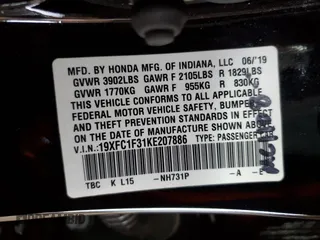 MFD. BY HONDA MFG. OF INDIANA, LLC 06/'19
GVWR 3902LBS GAWR F 2105LBS R 1829LBS
GVWR 1770KG GAWR F 955KG R 830KG
THIS VEHICLE CONFORMS TO ALL APPLICABLE
FEDERAL MOTOR VEHICLE SAFETY, BUMPER,
AND THEFT PREVENTION STANDARDS IN EFFECT
ON THE DATE OF MANUFACTURE SHOWN ABOVE.
V.I.N.:19XFC1F31KE207886 TYPE: PASSENGER
TBC K L15 -NH731P -A -E